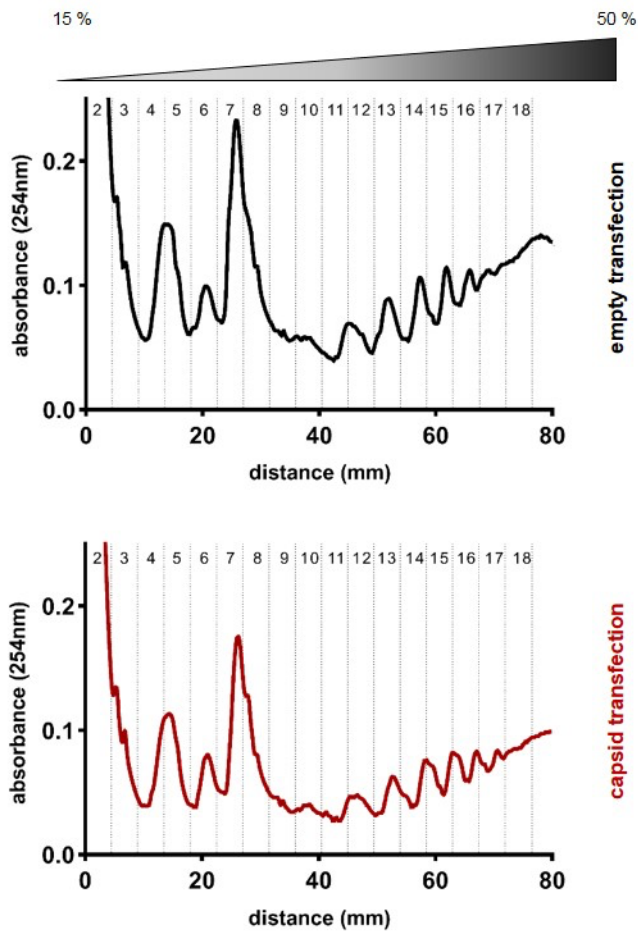 15 %
50 %
2 3 4 5 6 7 8 9 10 11 12 13 14 15 16 17 18
0.2
0.1
0.0
0 20 40 60 80
absorbance (254nm)
distance (mm)
empty transfection
2 3 4 5 6 7 8 9 10 11 12 13 14 15 16 17 18
0.2
0.1
0.0
0 20 40 60 80
absorbance (254nm)
distance (mm)
capsid transfection